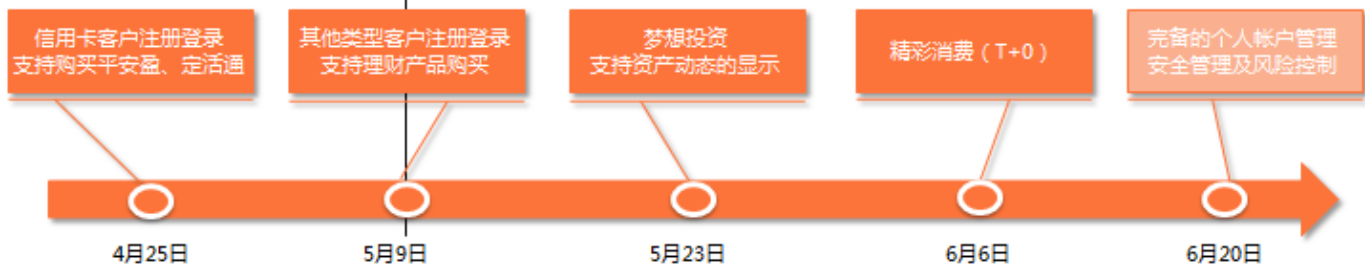 信用卡客户注册登录
支持购买平安盈、定活通
其他类型客户注册登录
支持理财产品购买
梦想投资
支持资产动态的显示
精彩消费（T+0）
完备的个人帐户管理
安全管理及风险控制
4月25日
5月9日
5月23日
6月6日
6月20日